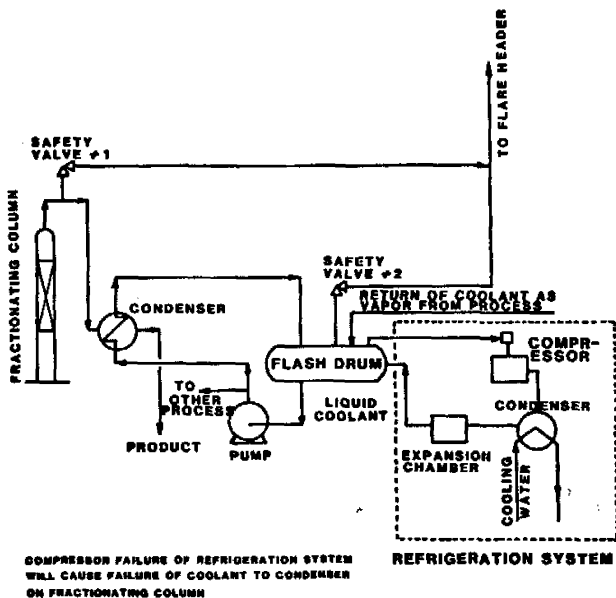 TO FLARE HEADER
SAFETY
VALVE #1
FRACTIONATING COLUMN
SAFETY
VALVE #2
RETURN OF COOLANT AS
VAPOR FROM PROCESS
CONDENSER
COMPR-
ESSOR
FLASH DRUM
TO
OTHER
PROCESS
LIQUID
COOLANT
CONDENSER
PRODUCT
PUMP
EXPANSION
CHAMBER
COOLING
WATER
COMPRESSOR FAILURE OF REFRIGERATION SYSTEM
WILL CAUSE FAILURE OF COOLANT TO CONDENSER
ON FRACTIONATING COLUMN
REFRIGERATION SYSTEM